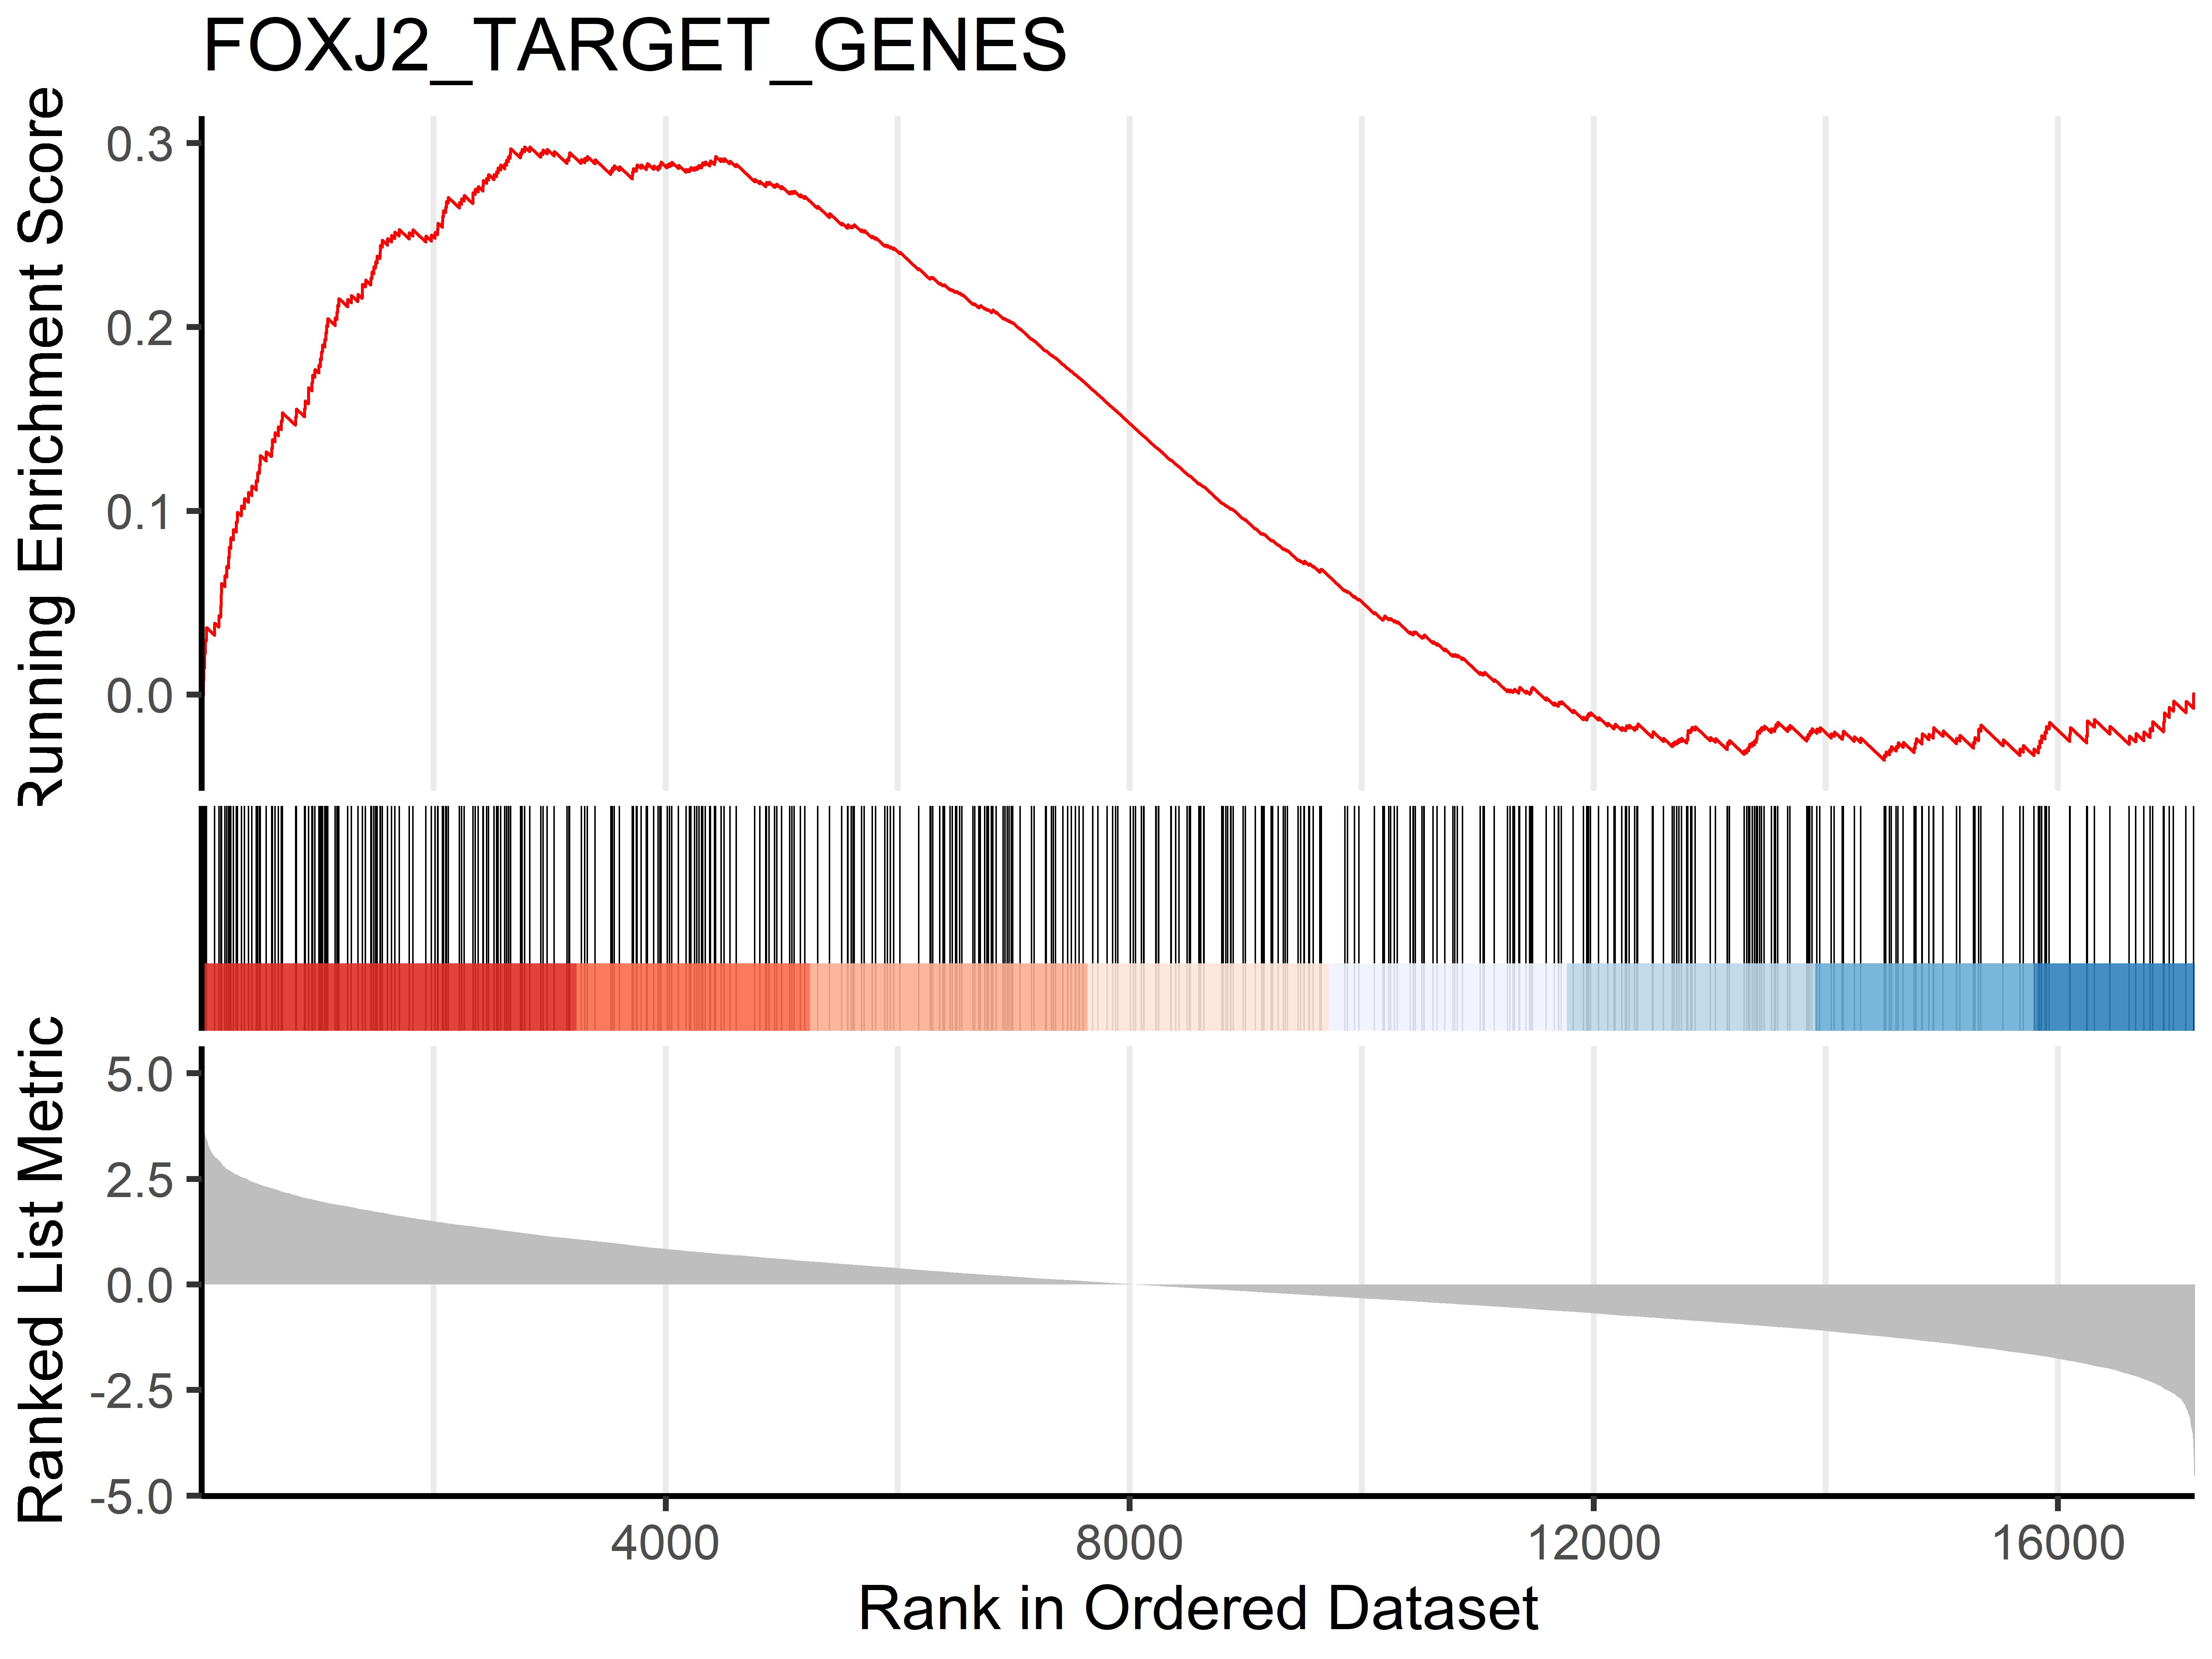 FOXJ2_TARGET_GENES
Running Enrichment Score
0.3
0.2
0.1
0.0
Ranked List Metric
5.0
2.5
0.0
-2.5
-5.0
4000 8000 12000 16000
Rank in Ordered Dataset